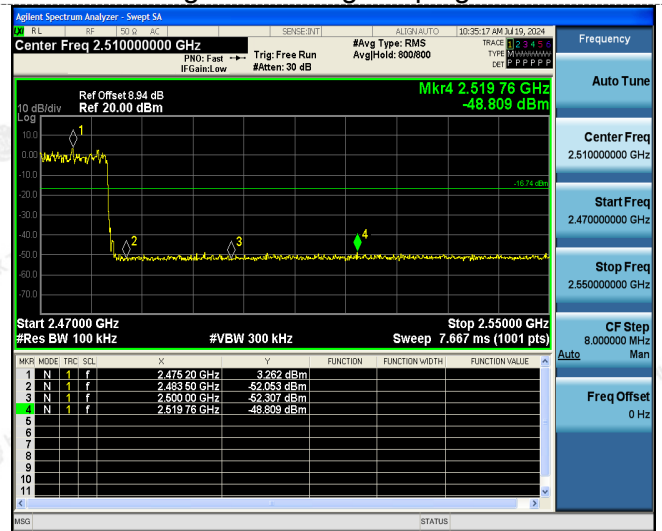 Agilent Spectrum Analyzer - Swept SA
LXI RL RF 50 Ω AC SENSE:INT ALIGN AUTO 10:35:17 AM Jul 19, 2024
Center Freq 2.510000000 GHz #Avg Type: RMS TRACE 1 2 3 4 5 6
PNO: Fast Trig: Free Run Avg|Hold: 800/800 TYPE M
IFGain:Low #Atten: 30 dB DET P P P P P P
Mkr4 2.519 76 GHz
Ref Offset 8.94 dB
10 dB/div Ref 20.00 dBm -48.809 dBm
Log
10.0
0.00
-10.0
-20.0
-30.0
-40.0
-50.0
-60.0
-70.0
1
2
3
4
-16.74 dBm
Start 2.47000 GHz Stop 2.55000 GHz
#Res BW 100 kHz #VBW 300 kHz Sweep 7.667 ms (1001 pts)
MKR MODE TRC SCL X Y FUNCTION FUNCTION WIDTH FUNCTION VALUE
1 N 1 f 2.475 20 GHz 3.262 dBm
2 N 1 f 2.483 50 GHz -52.053 dBm
3 N 1 f 2.500 00 GHz -52.307 dBm
4 N 1 f 2.519 76 GHz -48.809 dBm
5
6
7
8
9
10
11
MSG STATUS
Frequency
Auto Tune
Center Freq
2.510000000 GHz
Start Freq
2.470000000 GHz
Stop Freq
2.550000000 GHz
CF Step
8.000000 MHz
Auto Man
Freq Offset
0 Hz